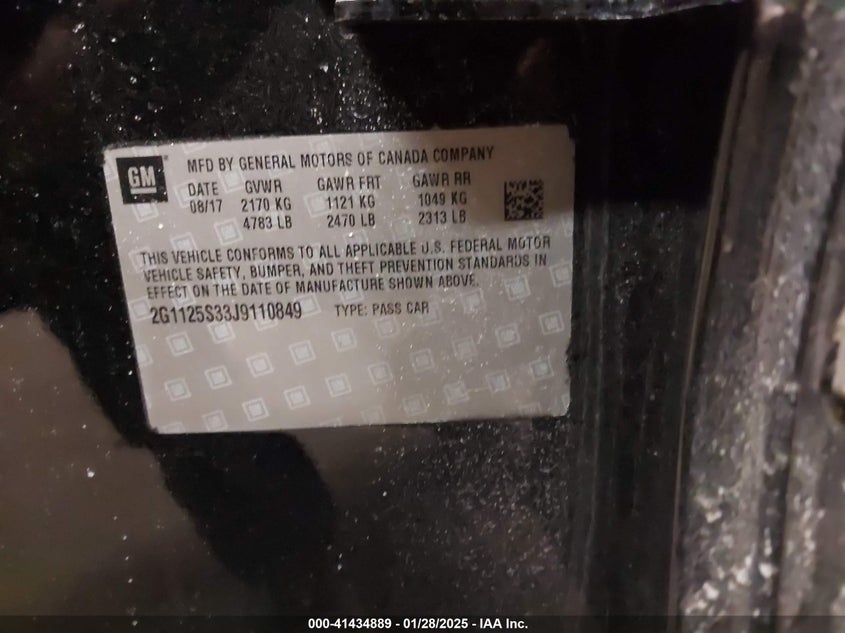 GM
MFD BY GENERAL MOTORS OF CANADA COMPANY
DATE GVWR GAWR FRT GAWR RR
08/17 2170 KG 1121 KG 1049 KG
4783 LB 2470 LB 2313 LB
THIS VEHICLE CONFORMS TO ALL APPLICABLE U.S. FEDERAL MOTOR
VEHICLE SAFETY, BUMPER, AND THEFT PREVENTION STANDARDS IN
EFFECT ON THE DATE OF MANUFACTURE SHOWN ABOVE.
2G1125S33J9110849 TYPE: PASS CAR
000-41434889 - 01/28/2025 - IAA Inc.